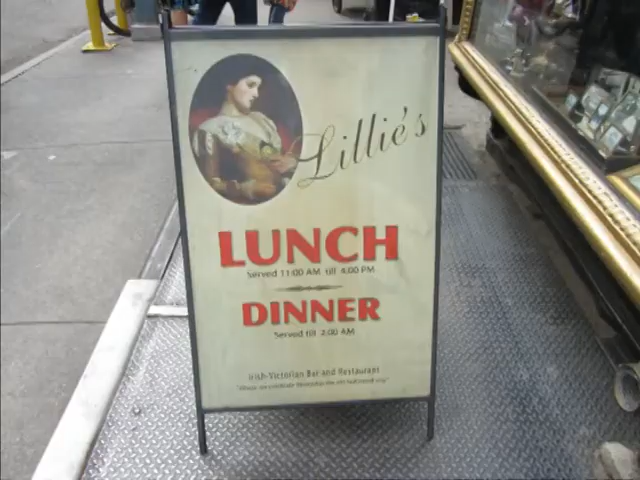 Lillie's
LUNCH
Served 11:00 AM till 4:00 PM
DINNER
Served till 2:00 AM
Irish-Victorian Bar and Restaurant